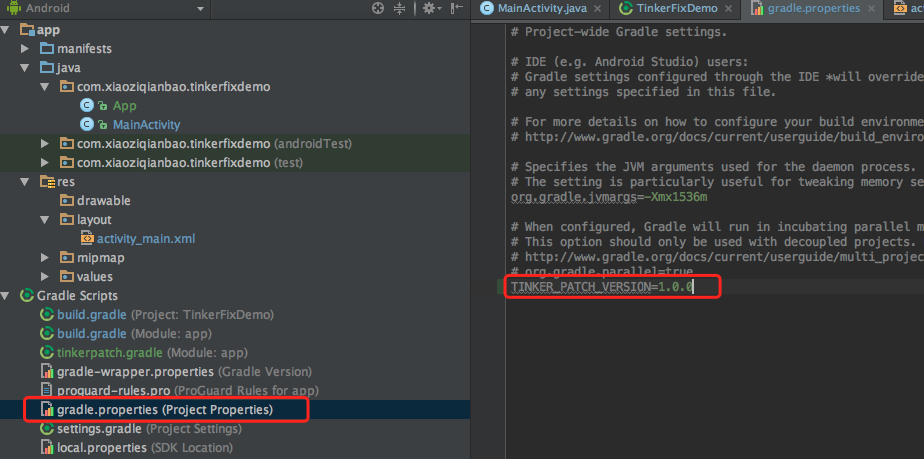 Android
app
manifests
java
com.xiaoziqianbao.tinkerfixdemo
App
MainActivity
com.xiaoziqianbao.tinkerfixdemo (androidTest)
com.xiaoziqianbao.tinkerfixdemo (test)
res
drawable
layout
activity_main.xml
mipmap
values
Gradle Scripts
build.gradle (Project: TinkerFixDemo)
build.gradle (Module: app)
tinkerpatch.gradle (Module: app)
gradle-wrapper.properties (Gradle Version)
proguard-rules.pro (ProGuard Rules for app)
gradle.properties (Project Properties)
settings.gradle (Project Settings)
local.properties (SDK Location)
MainActivity.java
TinkerFixDemo
gradle.properties
ac
# Project-wide Gradle settings.
# IDE (e.g. Android Studio) users:
# Gradle settings configured through the IDE *will override
# any settings specified in this file.
# For more details on how to configure your build environme
# http://www.gradle.org/docs/current/userguide/build_enviro
# Specifies the JVM arguments used for the daemon process.
# The setting is particularly useful for tweaking memory se
org.gradle.jvmargs=-Xmx1536m
# When configured, Gradle will run in incubating parallel m
# This option should only be used with decoupled projects.
# http://www.gradle.org/docs/current/userguide/multi_projec
# org.gradle.parallel=true
TINKER_PATCH_VERSION=1.0.0